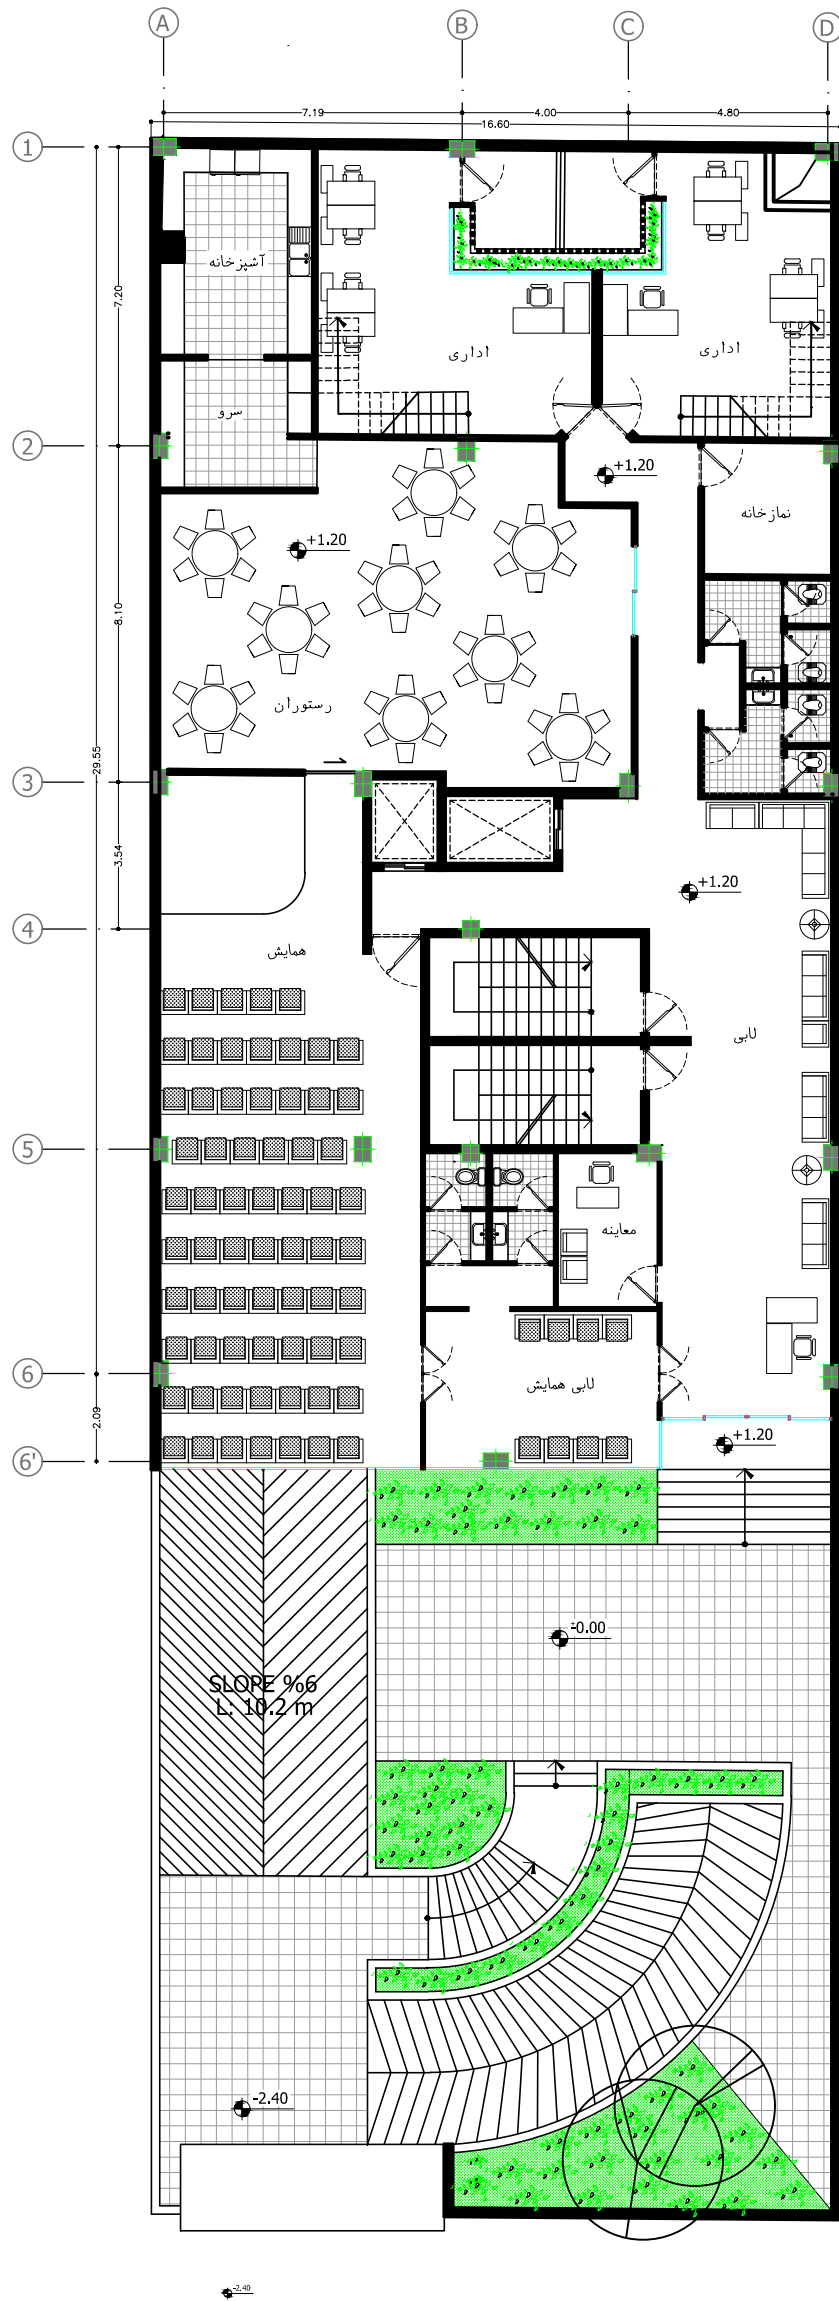 A B C D
7.19 4.00 4.80
16.60
1
آشپزخانه
7.20
اداری
اداری
سرو
2
+1.20
نمازخانه
+1.20
8.10
رستوران
29.55
3
3.54
+1.20
4
همایش
لابی
5
معاینه
6
لابی همایش
2.09
+1.20
6'
-0.00
SLOPE %6
L: 10.2 m
-2.40
-2.40